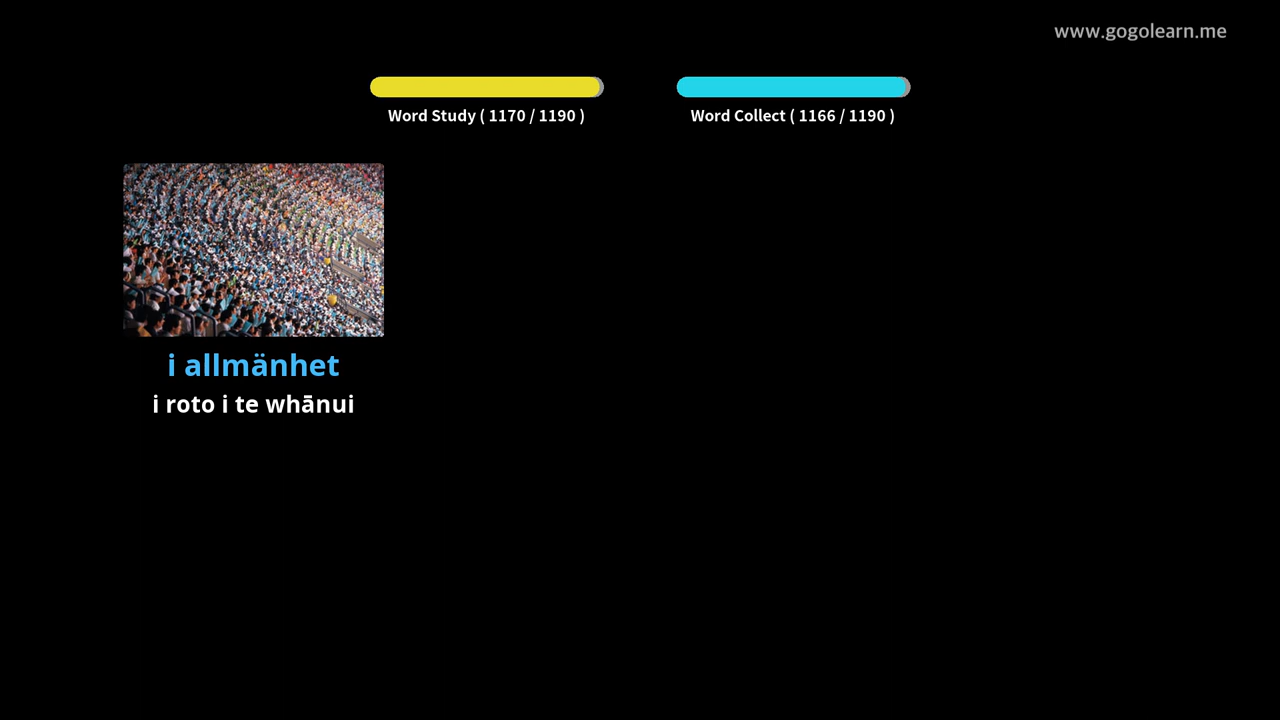 www.gogolearn.me
Word Study ( 1170 / 1190 )
Word Collect ( 1166 / 1190 )
i allmänhet
i roto i te whānui